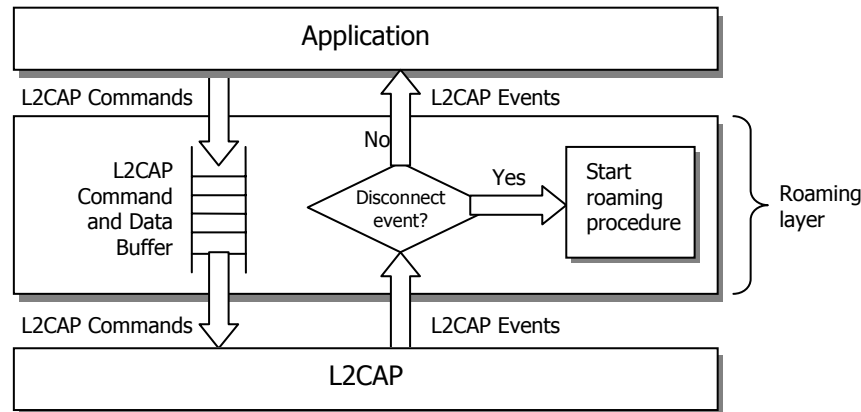 Application
L2CAP Commands
L2CAP Events
No
Yes
L2CAP
Command
and Data
Buffer
Disconnect
event?
Start
roaming
procedure
Roaming
layer
L2CAP Commands
L2CAP Events
L2CAP